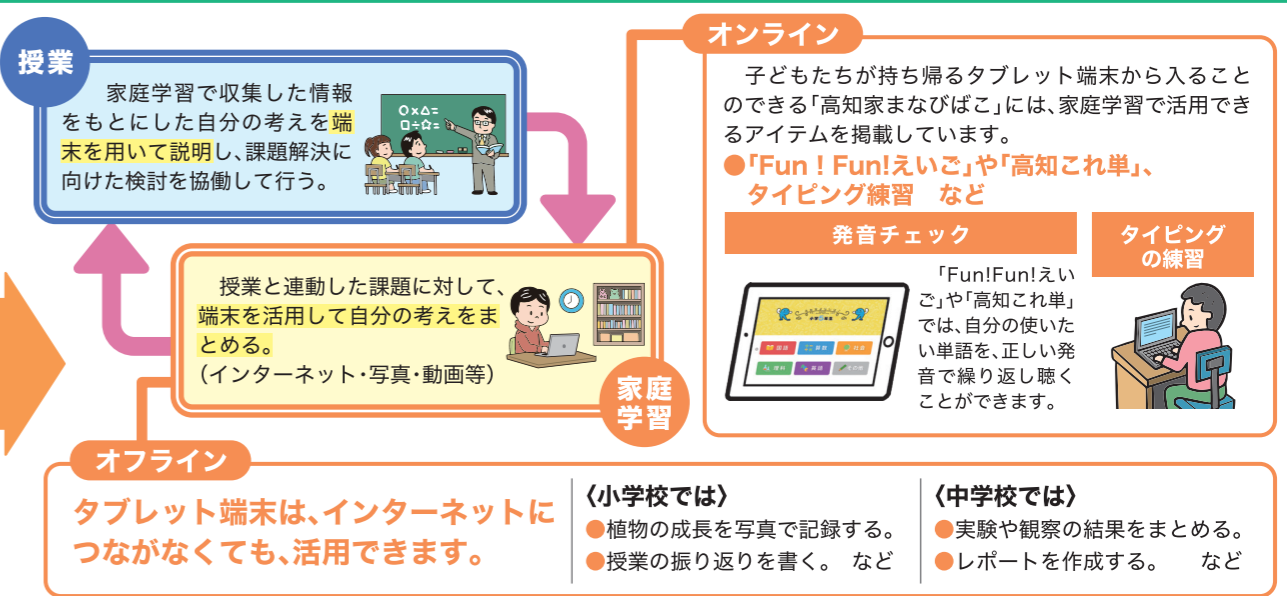 授業
家庭学習で収集した情報
をもとにした自分の考えを端
末を用いて説明し、課題解決に
向けた検討を協働して行う。
○×△=
□÷☆=
授業と連動した課題に対して、
端末を活用して自分の考えをま
とめる。
（インターネット・写真・動画等）
家庭
学習
オンライン
子どもたちが持ち帰るタブレット端末から入ること
のできる「高知家まなびばこ」には、家庭学習で活用でき
るアイテムを掲載しています。
●「Fun！Fun!えいご」や「高知これ単」、
タイピング練習　など
発音チェック
国語
算数
社会
理科
英語
その他
「Fun!Fun!えい
ご」や「高知これ単」
では、自分の使いた
い単語を、正しい発
音で繰り返し聴く
ことができます。
タイピング
の練習
オフライン
タブレット端末は、インターネットに
つながなくても、活用できます。
〈小学校では〉
●植物の成長を写真で記録する。
●授業の振り返りを書く。　など
〈中学校では〉
●実験や観察の結果をまとめる。
●レポートを作成する。　　など